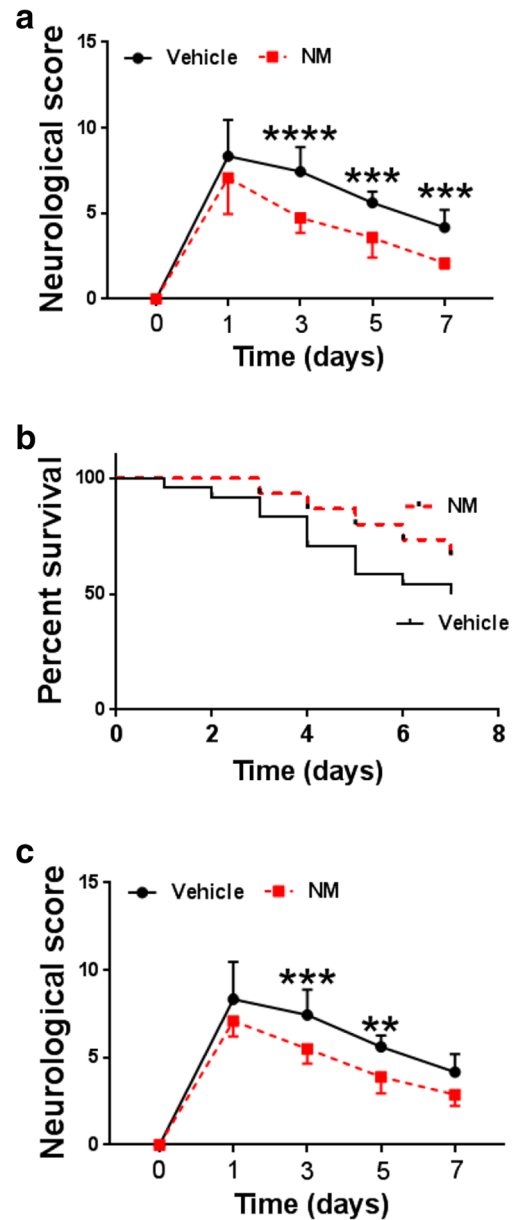 a
Neurological score
15
10
5
0
Vehicle NM
**** *** ***
0 1 3 5 7
Time (days)
b
Percent survival
100
50
0
NM
Vehicle
0 2 4 6 8
Time (days)
c
Neurological score
15
10
5
0
Vehicle NM
*** **
0 1 3 5 7
Time (days)